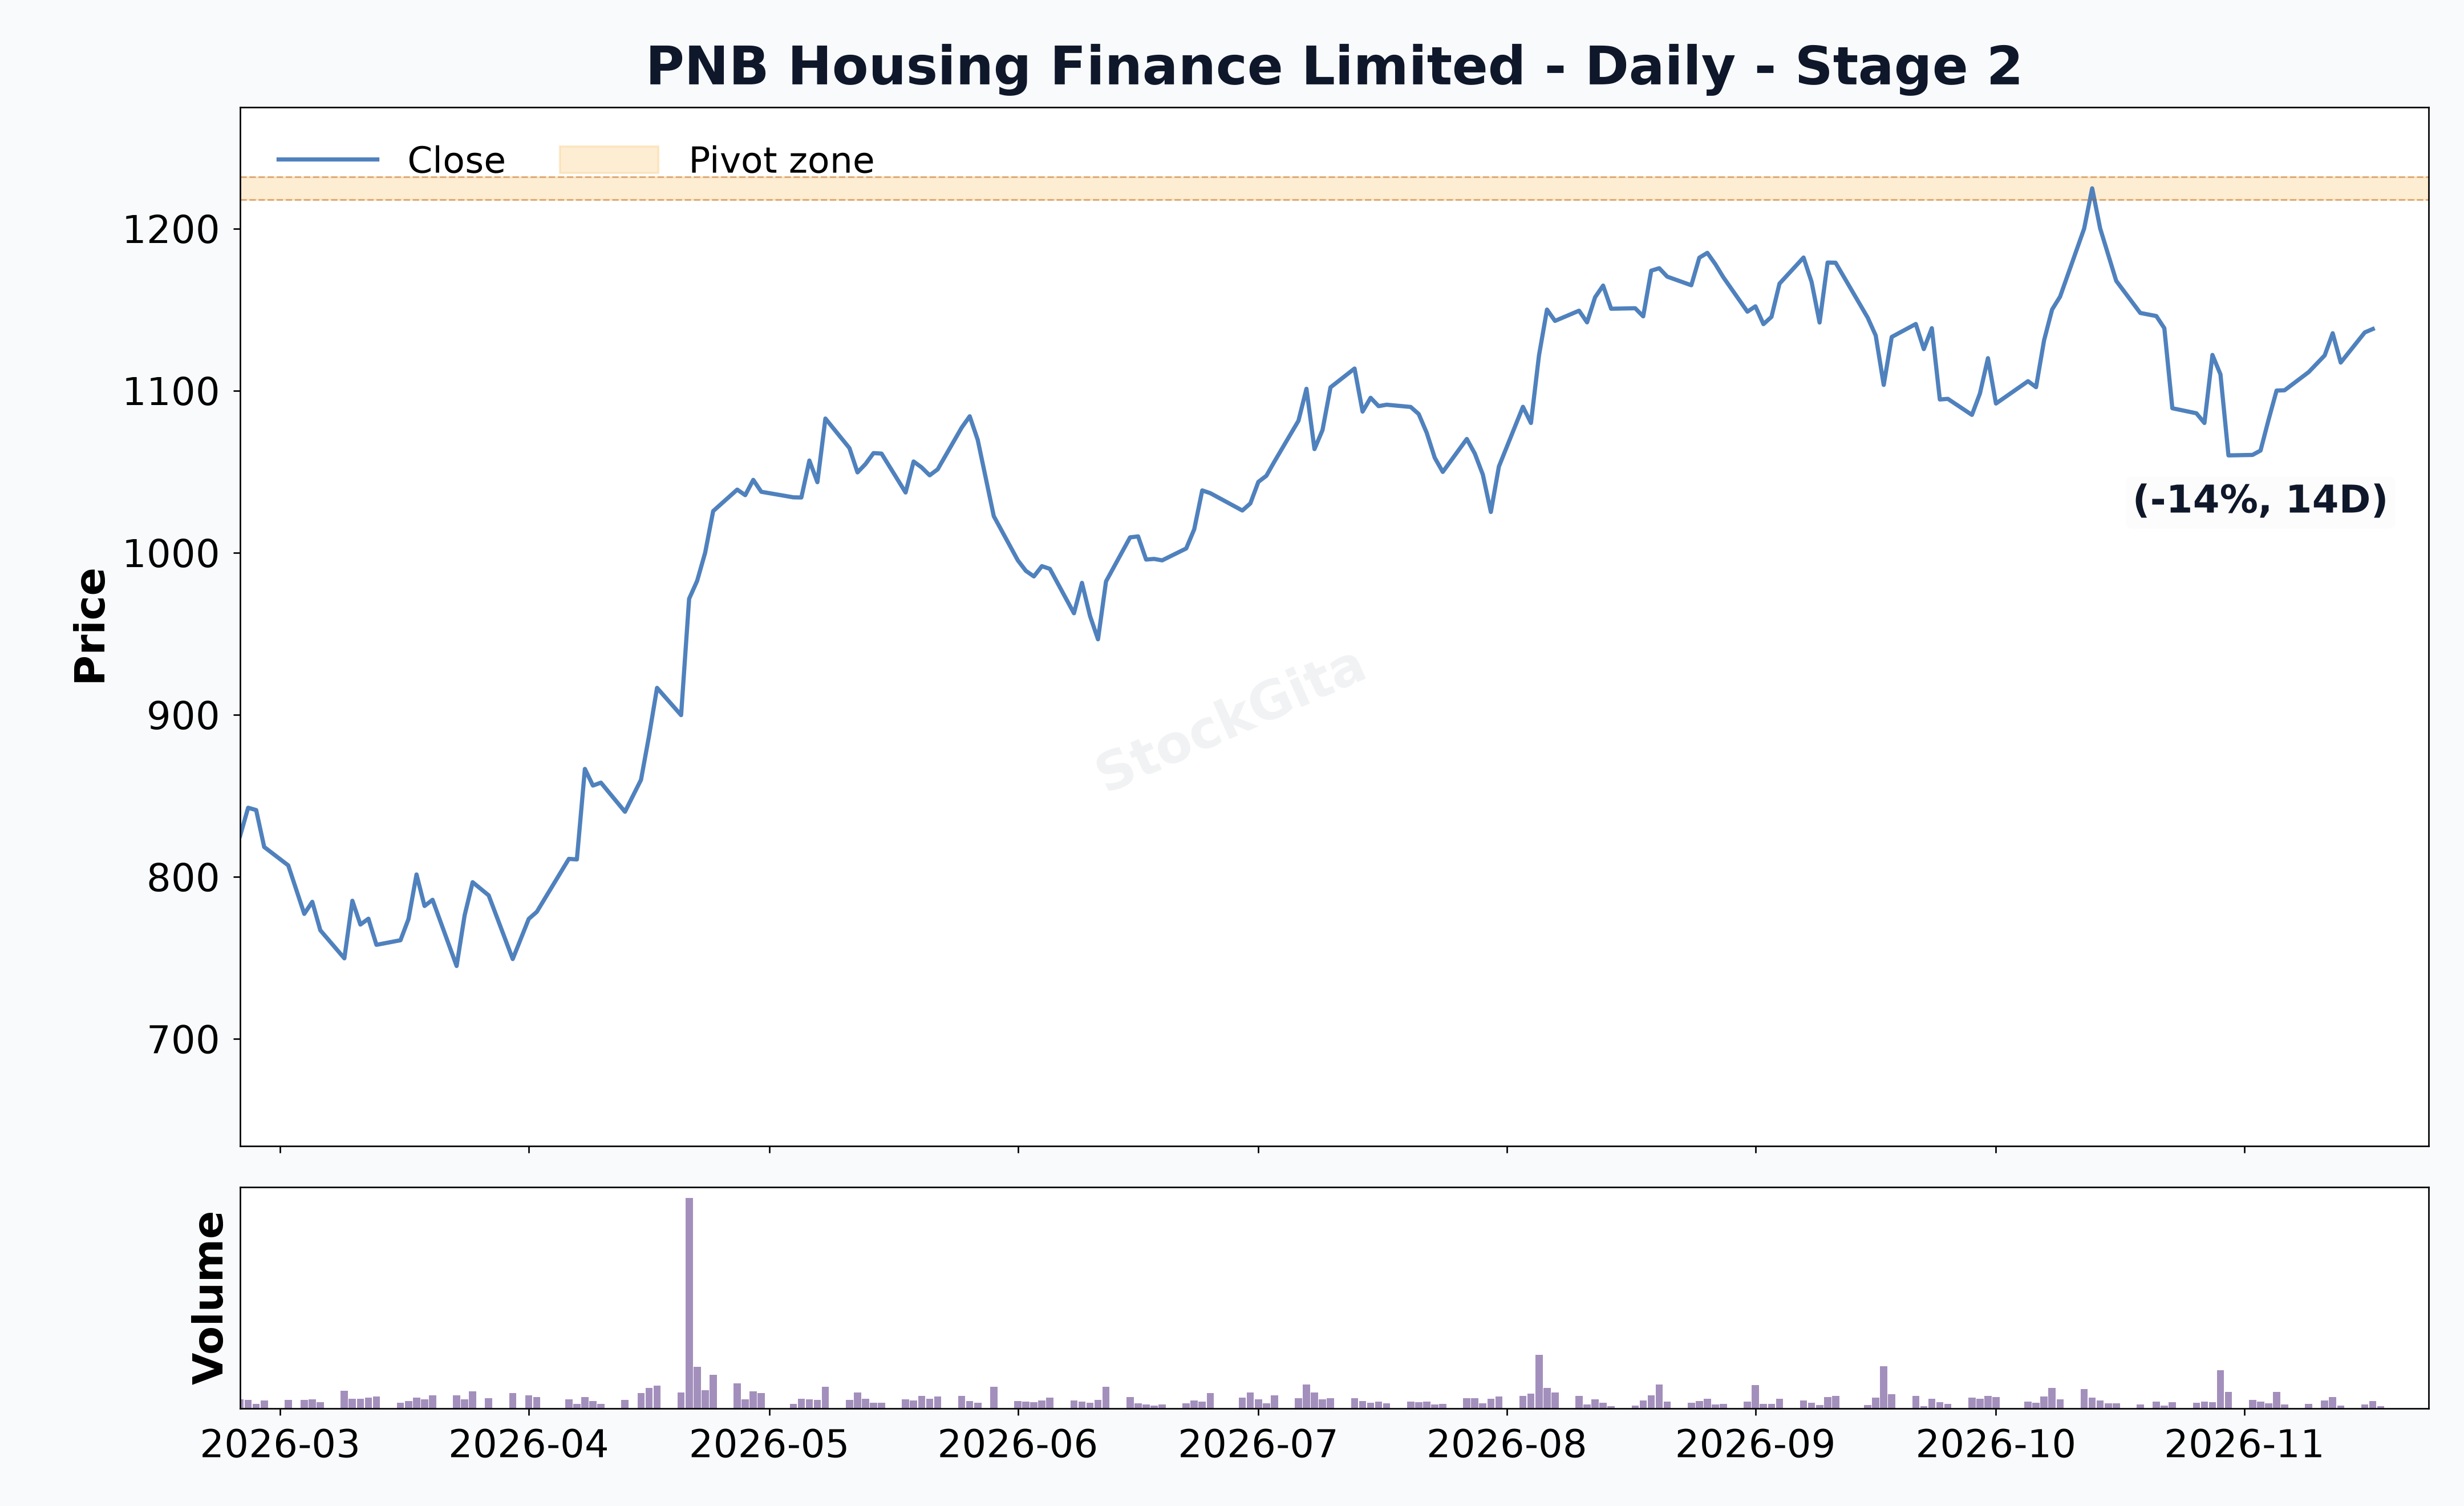 PNB Housing Finance Limited - Daily - Stage 2
Close
Pivot zone
1200
1100
1000
900
800
700
Price
(-14%, 14D)
StockGita
Volume
2026-03
2026-04
2026-05
2026-06
2026-07
2026-08
2026-09
2026-10
2026-11